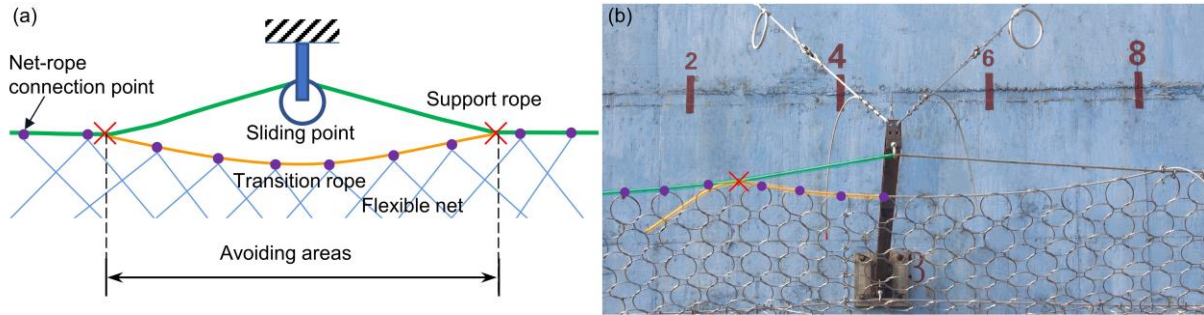 (a)
Net-rope
connection point
Support rope
Sliding point
Transition rope
Flexible net
Avoiding areas
(b)
2
4
6
8
3